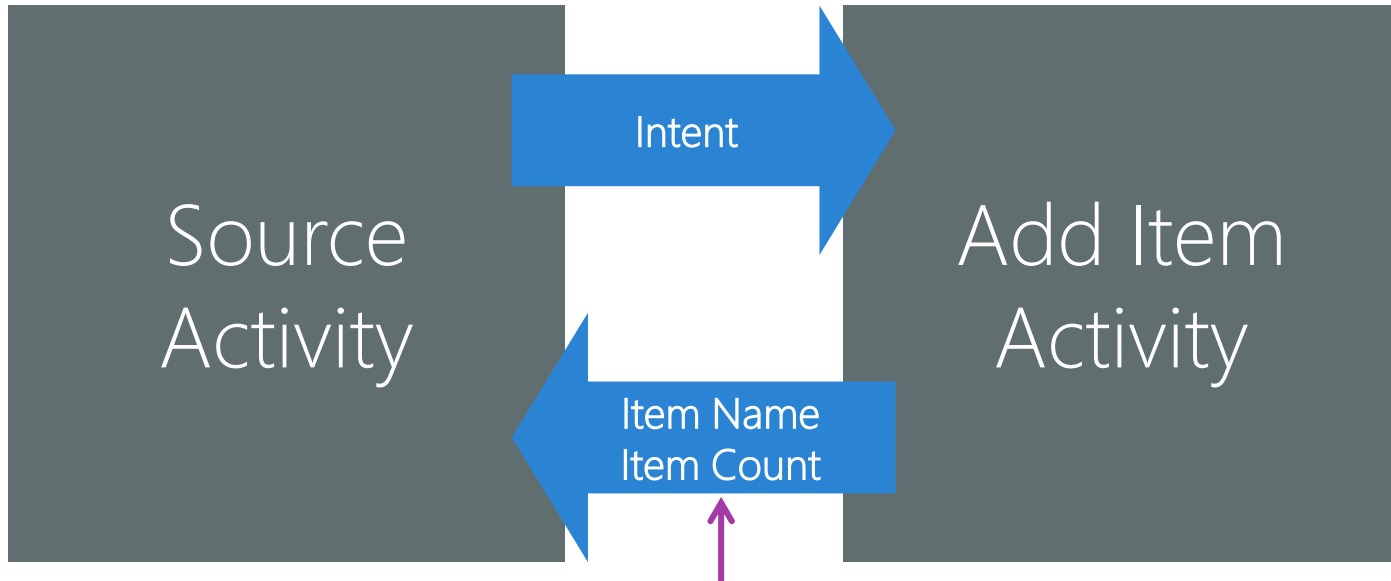 Source
Activity
Intent
Item Name
Item Count
Add Item
Activity